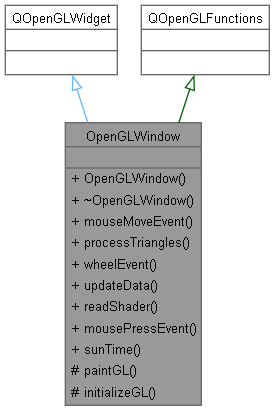 QOpenGLWidget
QOpenGLFunctions
OpenGLWindow
+ OpenGLWindow()
+ ~OpenGLWindow()
+ mouseMoveEvent()
+ processTriangles()
+ wheelEvent()
+ updateData()
+ readShader()
+ mousePressEvent()
+ sunTime()
# paintGL()
# initializeGL()